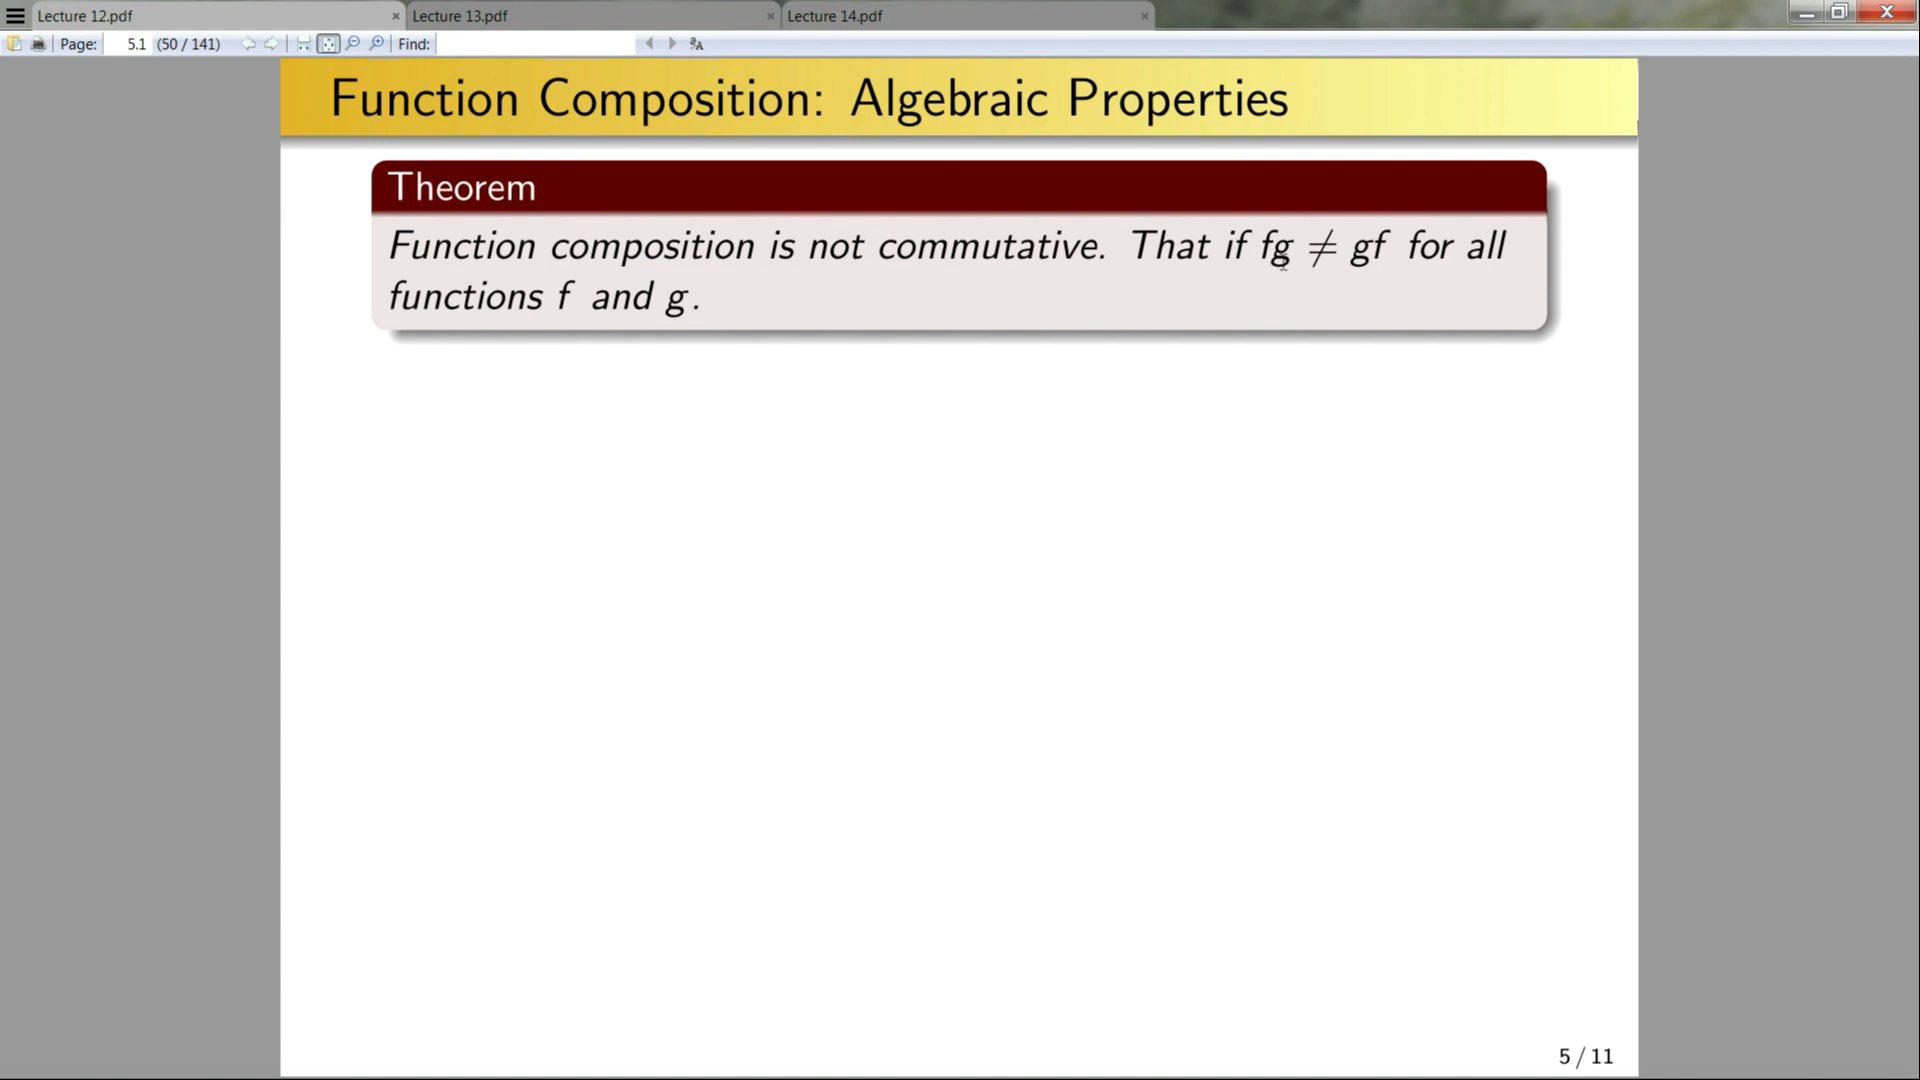 Lecture 12.pdf × Lecture 13.pdf × Lecture 14.pdf ×
Page: 5.1 (50 / 141) Find:
Function Composition: Algebraic Properties
Theorem
Function composition is not commutative. That if fg ≠ gf for all
functions f and g.
5 / 11